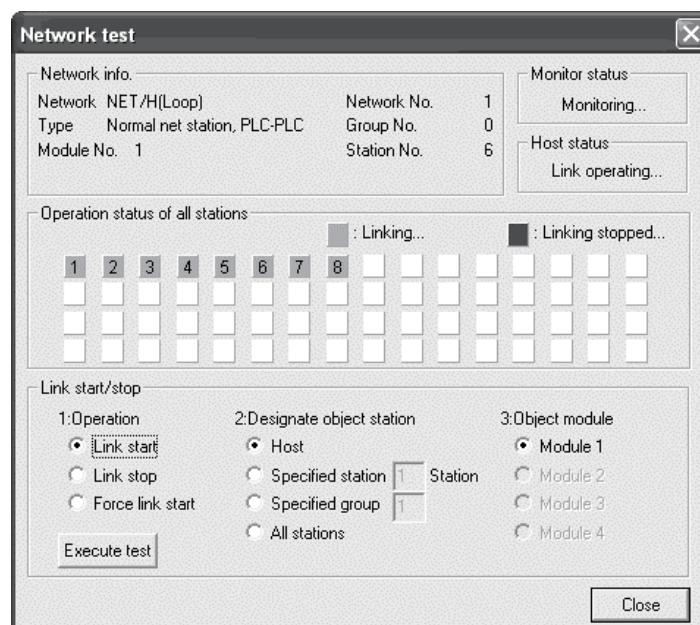 Network test
Network info.
Network NET/H(Loop) Network No. 1
Type Normal net station, PLC-PLC Group No. 0
Module No. 1 Station No. 6
Monitor status
Monitoring...
Host status
Link operating...
Operation status of all stations
: Linking... : Linking stopped...
1 2 3 4 5 6 7 8
Link start/stop
1:Operation 2:Designate object station 3:Object module
Link start Host Module 1
Link stop Specified station 1 Station Module 2
Force link start Specified group 1 Module 3
All stations Module 4
Execute test
Close